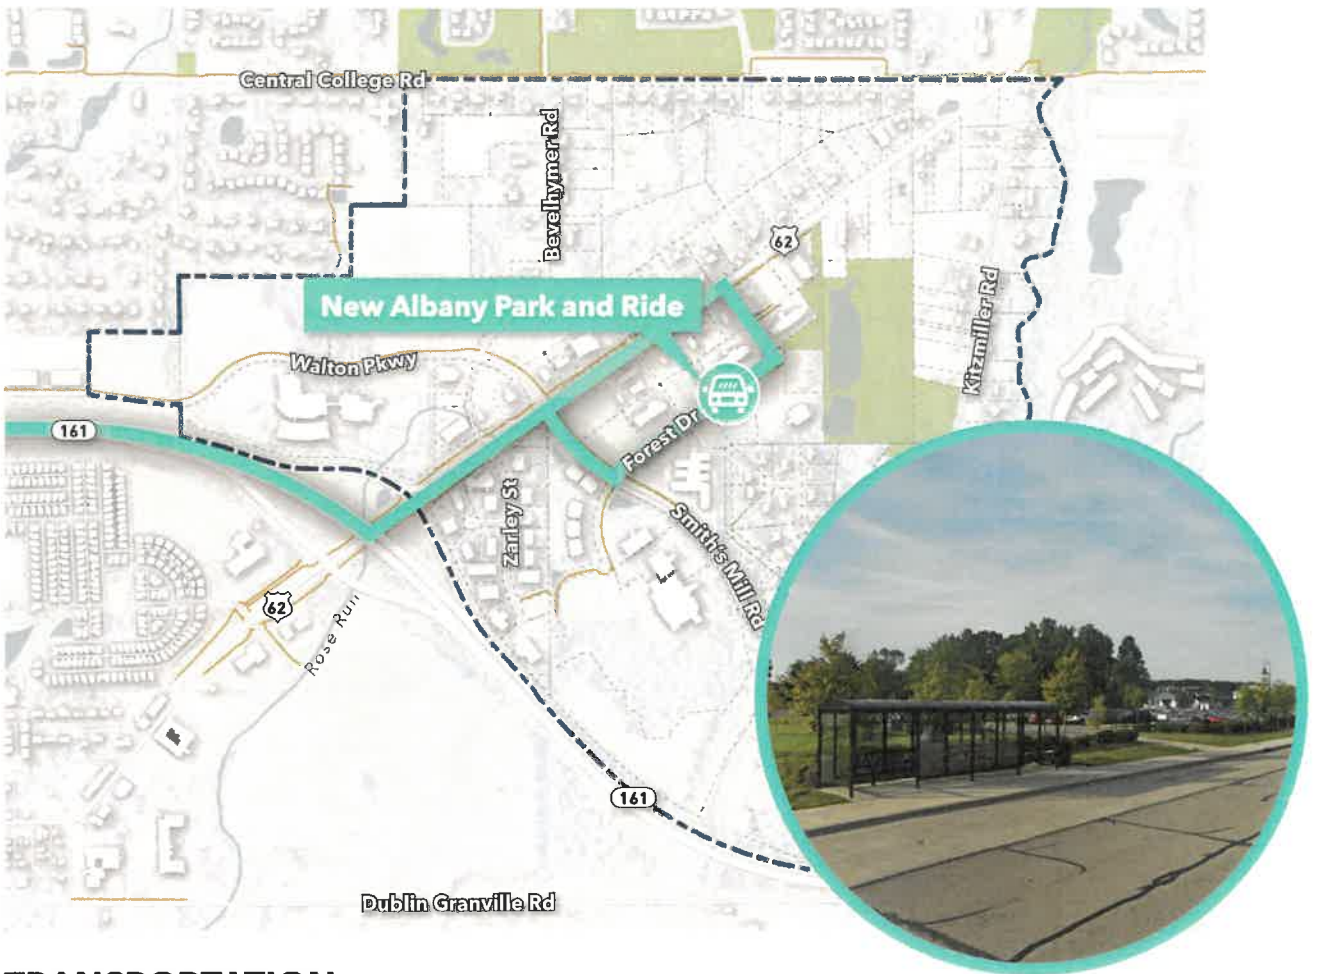 Central College Rd
Bevelhymer Rd
62
New Albany Park and Ride
Kitzmiller Rd
Walton Pkwy
161
Forest Dr
Zarley St
Smith's Mill Rd
62
Rose Run
161
Dublin Granville Rd
TRANSPORTATION